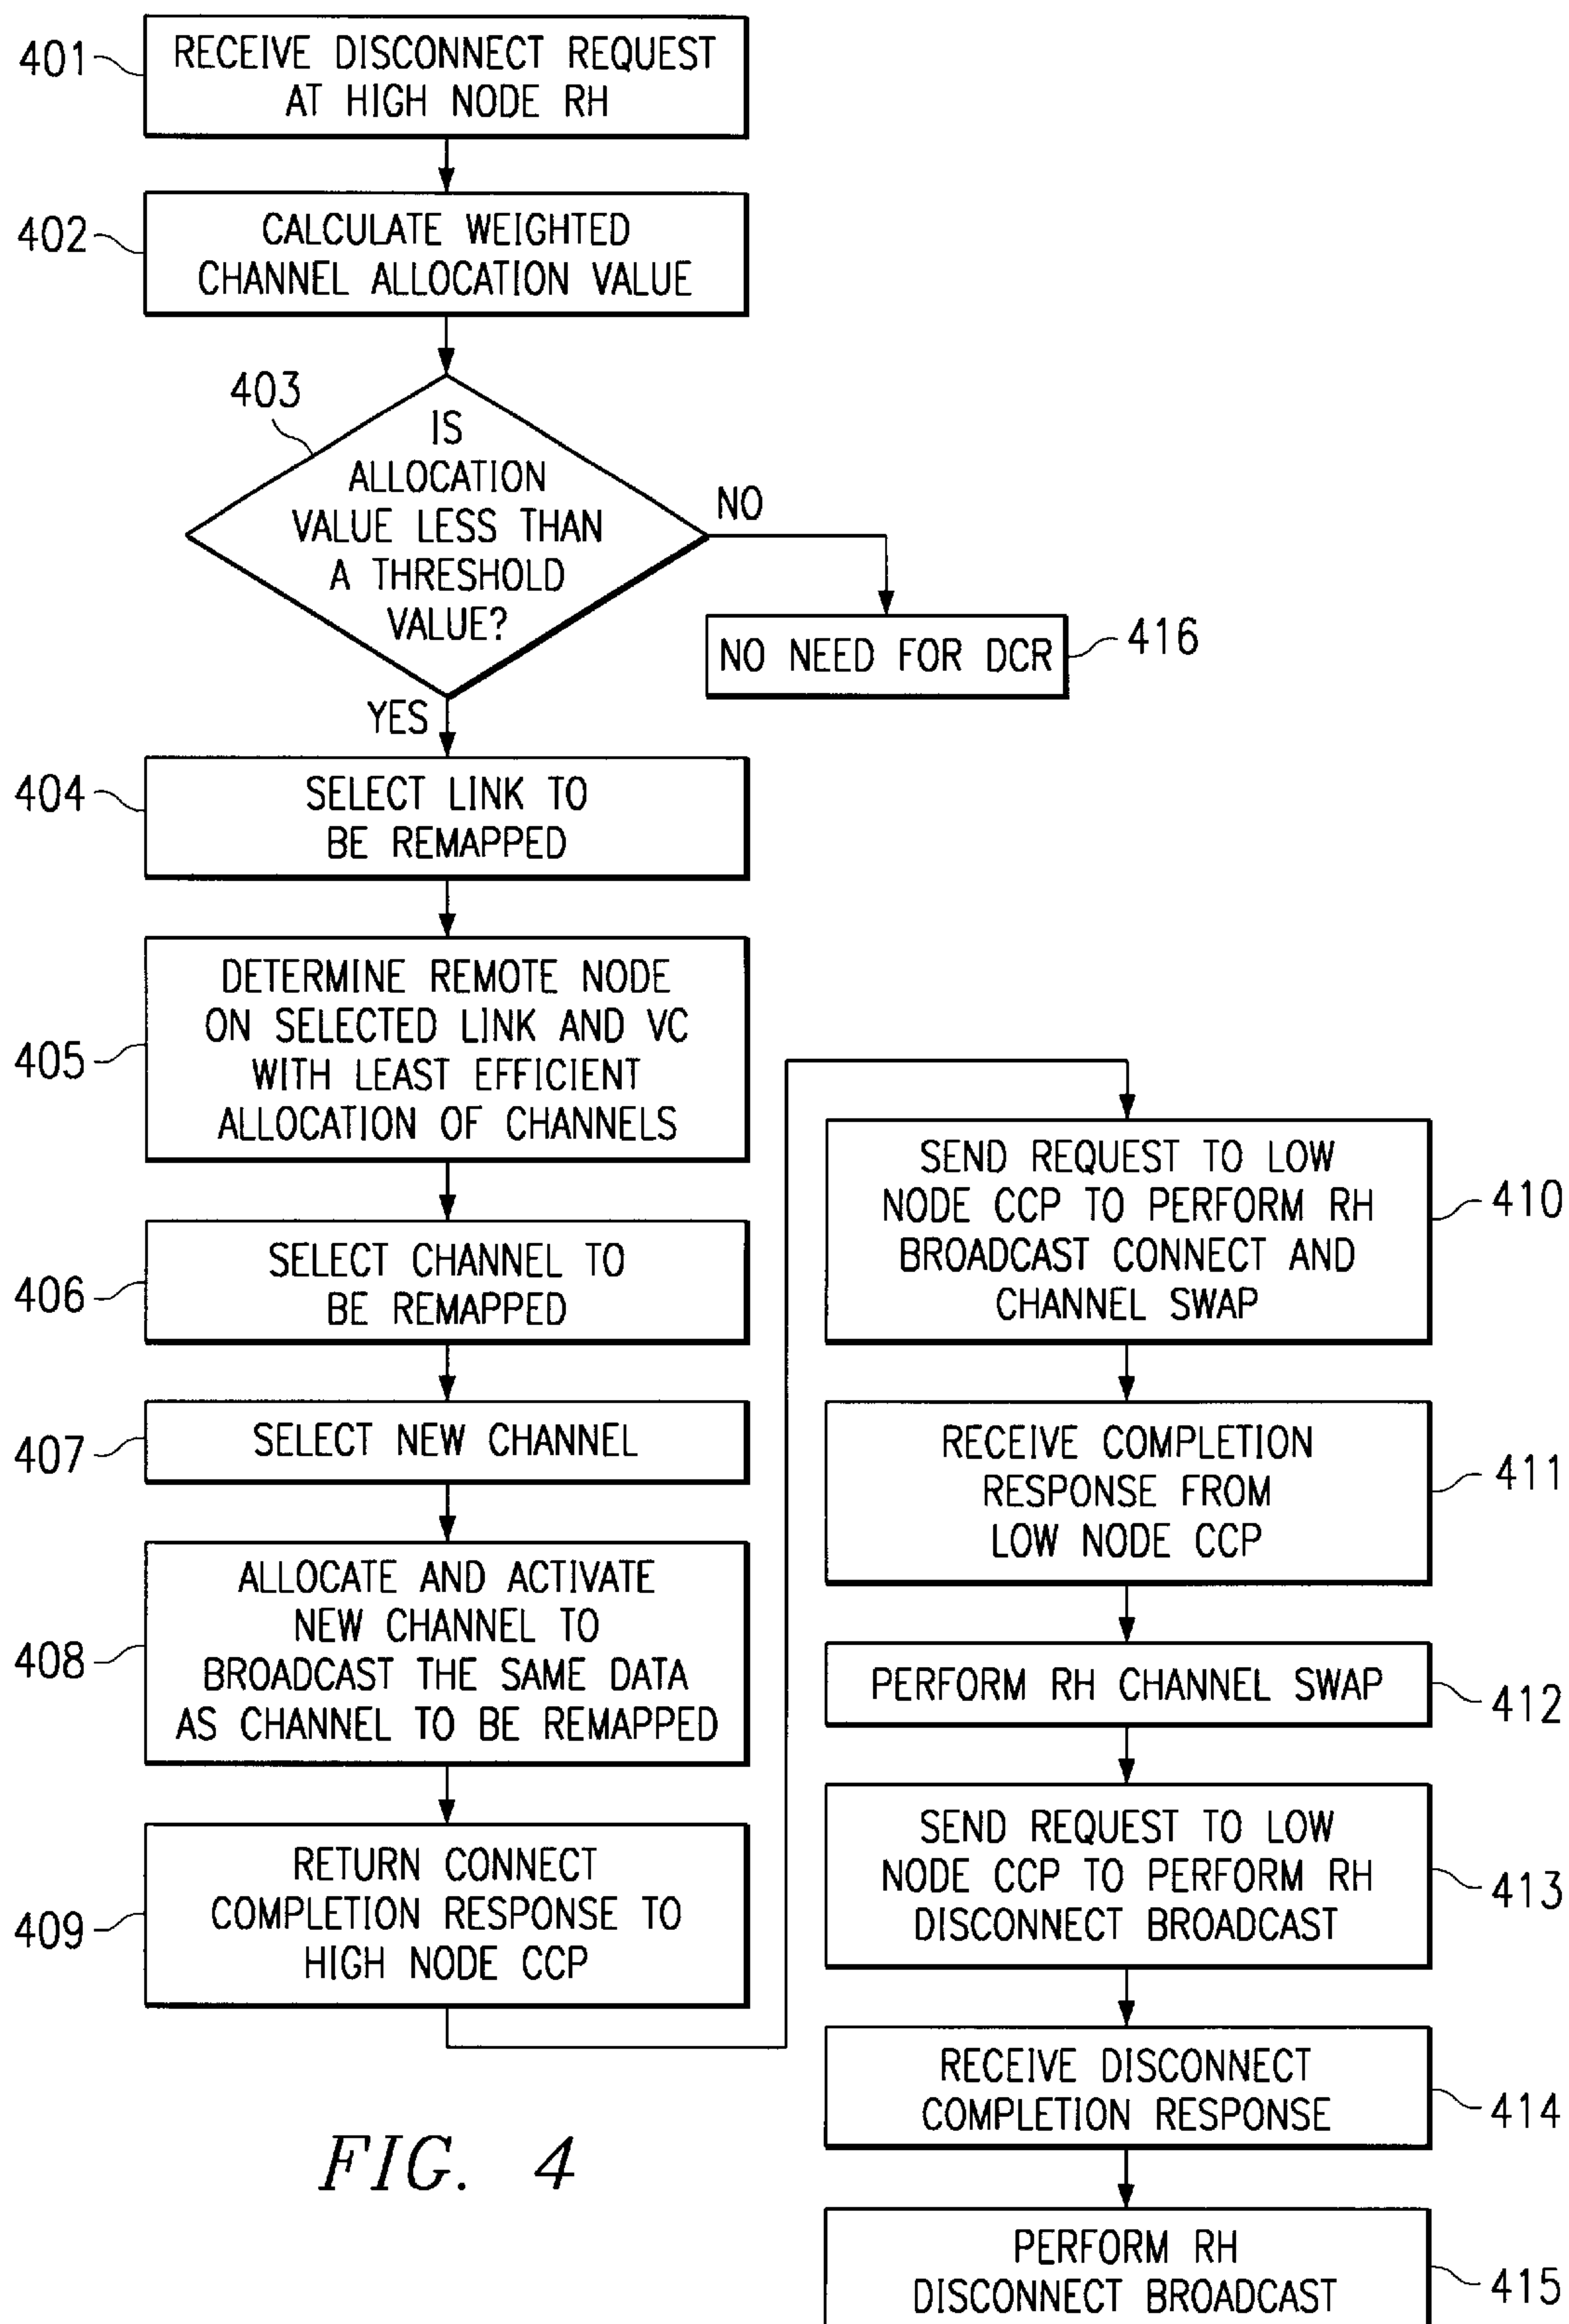 401
RECEIVE DISCONNECT REQUEST
AT HIGH NODE RH
402
CALCULATE WEIGHTED
CHANNEL ALLOCATION VALUE
403
IS
ALLOCATION
VALUE LESS THAN
A THRESHOLD
VALUE?
NO
NO NEED FOR DCR
416
YES
404
SELECT LINK TO
BE REMAPPED
405
DETERMINE REMOTE NODE
ON SELECTED LINK AND VC
WITH LEAST EFFICIENT
ALLOCATION OF CHANNELS
406
SELECT CHANNEL TO
BE REMAPPED
407
SELECT NEW CHANNEL
408
ALLOCATE AND ACTIVATE
NEW CHANNEL TO
BROADCAST THE SAME DATA
AS CHANNEL TO BE REMAPPED
409
RETURN CONNECT
COMPLETION RESPONSE TO
HIGH NODE CCP
SEND REQUEST TO LOW
NODE CCP TO PERFORM RH
BROADCAST CONNECT AND
CHANNEL SWAP
410
RECEIVE COMPLETION
RESPONSE FROM
LOW NODE CCP
411
PERFORM RH CHANNEL SWAP
412
SEND REQUEST TO LOW
NODE CCP TO PERFORM RH
DISCONNECT BROADCAST
413
RECEIVE DISCONNECT
COMPLETION RESPONSE
414
PERFORM RH
DISCONNECT BROADCAST
415
FIG. 4